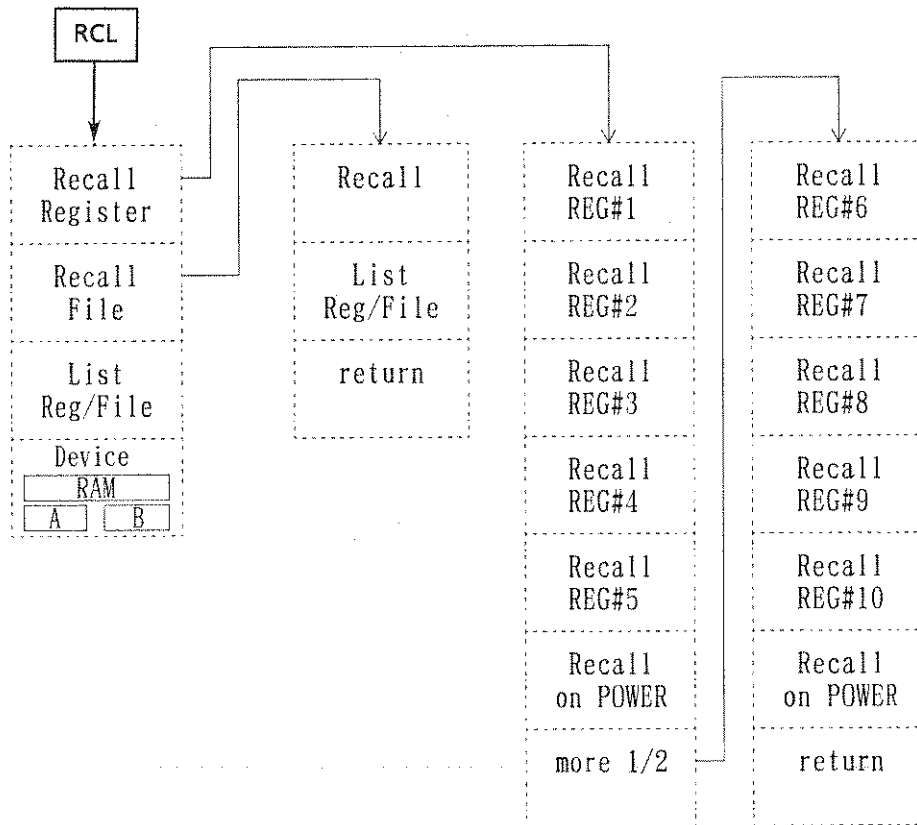 RCL
Recall
Register
Recall
File
List
Reg/File
Device
RAM
A B
Recall
List
Reg/File
return
Recall
REG#1
Recall
REG#2
Recall
REG#3
Recall
REG#4
Recall
REG#5
Recall
on POWER
more 1/2
Recall
REG#6
Recall
REG#7
Recall
REG#8
Recall
REG#9
Recall
REG#10
Recall
on POWER
return